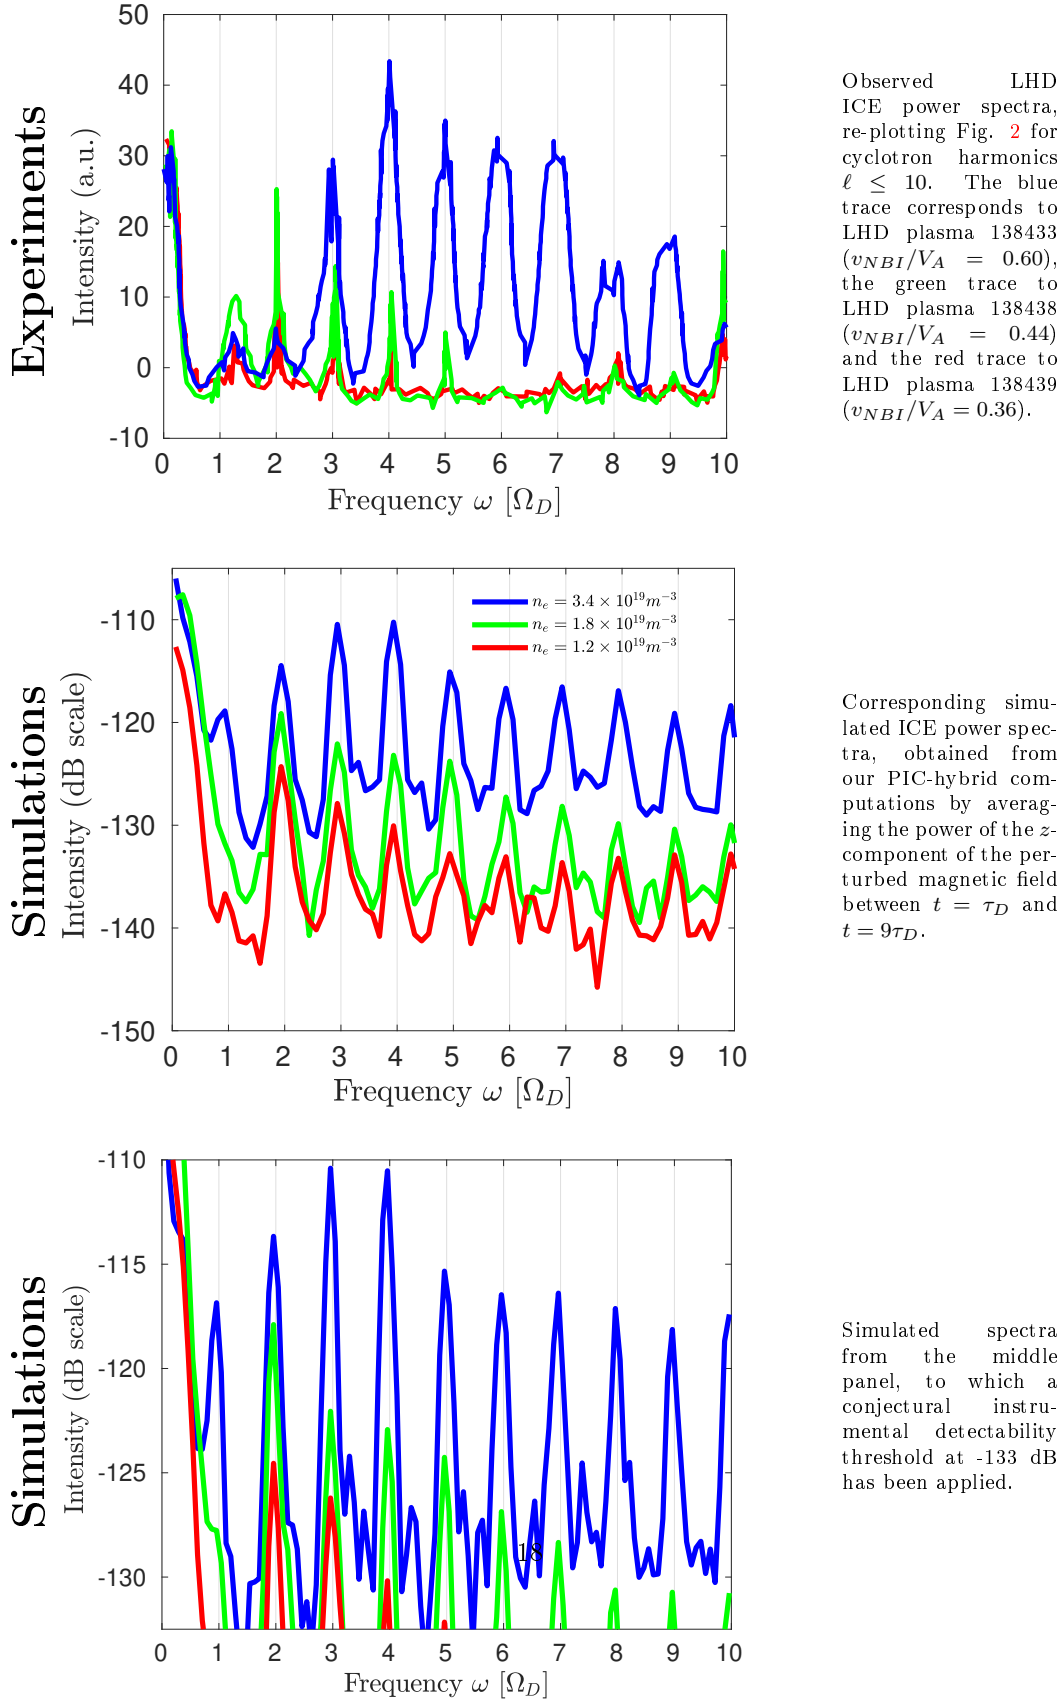 Experiments
Intensity (a.u.)
50
40
30
20
10
0
-10
0 1 2 3 4 5 6 7 8 9 10
Frequency ω [Ω_D]
Observed LHD
ICE power spectra,
re-plotting Fig. 2 for
cyclotron harmonics
ℓ ≤ 10. The blue
trace corresponds to
LHD plasma 138433
(v_NBI/V_A = 0.60),
the green trace to
LHD plasma 138438
(v_NBI/V_A = 0.44)
and the red trace to
LHD plasma 138439
(v_NBI/V_A = 0.36).
Simulations
Intensity (dB scale)
-110
-120
-130
-140
-150
n_e = 3.4 × 10^19 m^−3
n_e = 1.8 × 10^19 m^−3
n_e = 1.2 × 10^19 m^−3
0 1 2 3 4 5 6 7 8 9 10
Frequency ω [Ω_D]
Corresponding simu-
lated ICE power spec-
tra, obtained from
our PIC-hybrid com-
putations by averag-
ing the power of the z-
component of the per-
turbed magnetic field
between t = τ_D and
t = 9τ_D.
Simulations
Intensity (dB scale)
-110
-115
-120
-125
-130
18
0 1 2 3 4 5 6 7 8 9 10
Frequency ω [Ω_D]
Simulated spectra
from the middle
panel, to which a
conjectural instru-
mental detectability
threshold at -133 dB
has been applied.